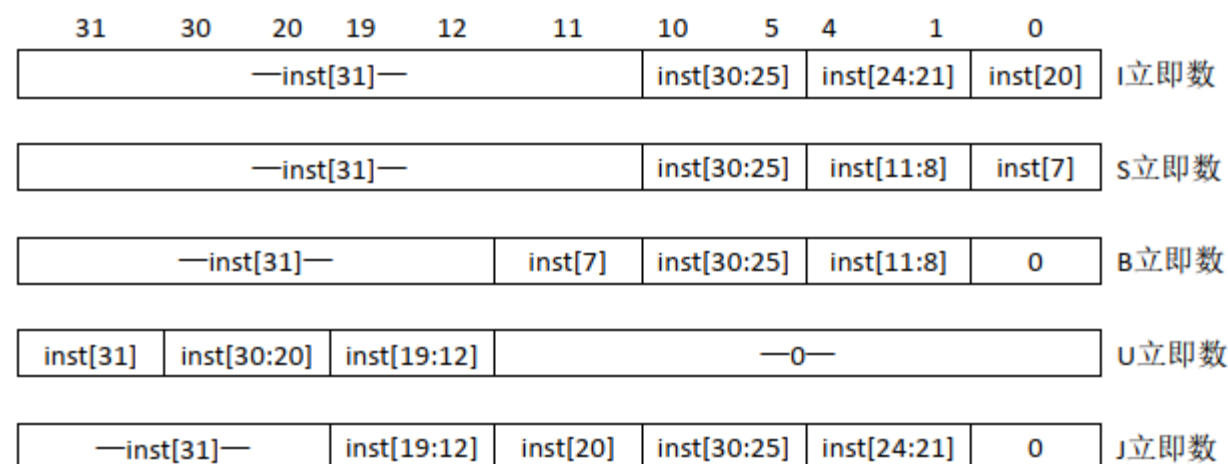 31 30 20 19 12 11 10 5 4 1 0
—inst[31]— inst[30:25] inst[24:21] inst[20] I立即数
—inst[31]— inst[30:25] inst[11:8] inst[7] S立即数
—inst[31]— inst[7] inst[30:25] inst[11:8] 0 B立即数
inst[31] inst[30:20] inst[19:12] —0— U立即数
—inst[31]— inst[19:12] inst[20] inst[30:25] inst[24:21] 0 J立即数